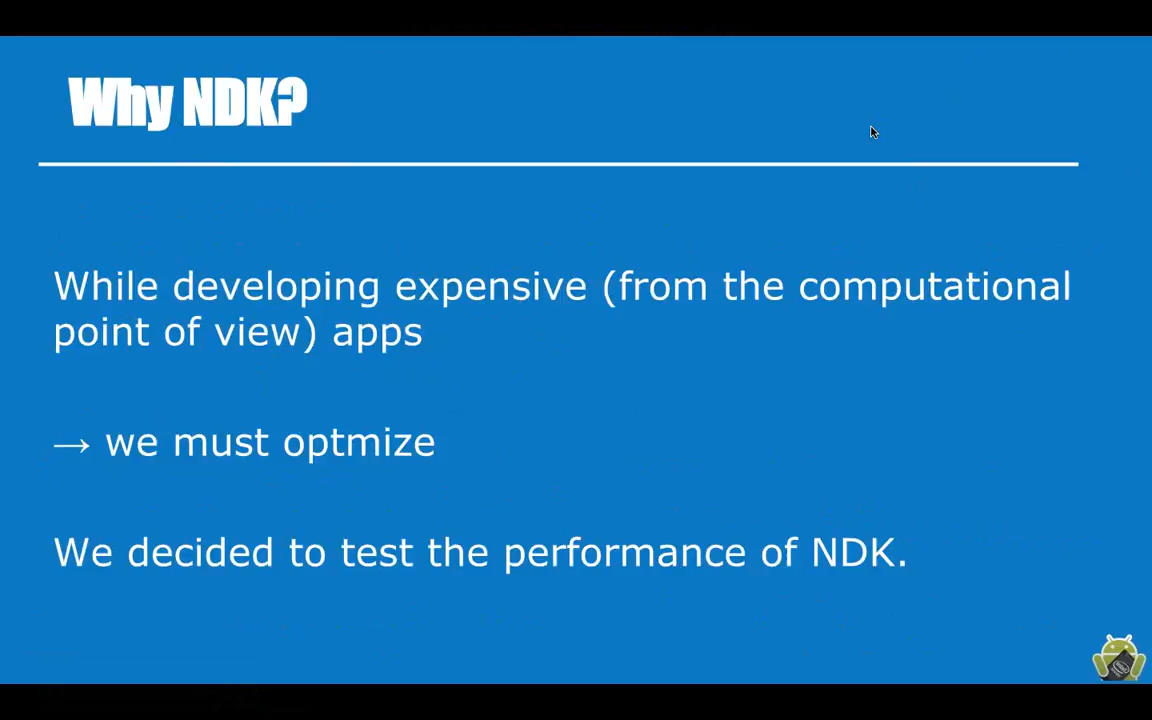 Why NDK?
While developing expensive (from the computational
point of view) apps
→ we must optmize
We decided to test the performance of NDK.